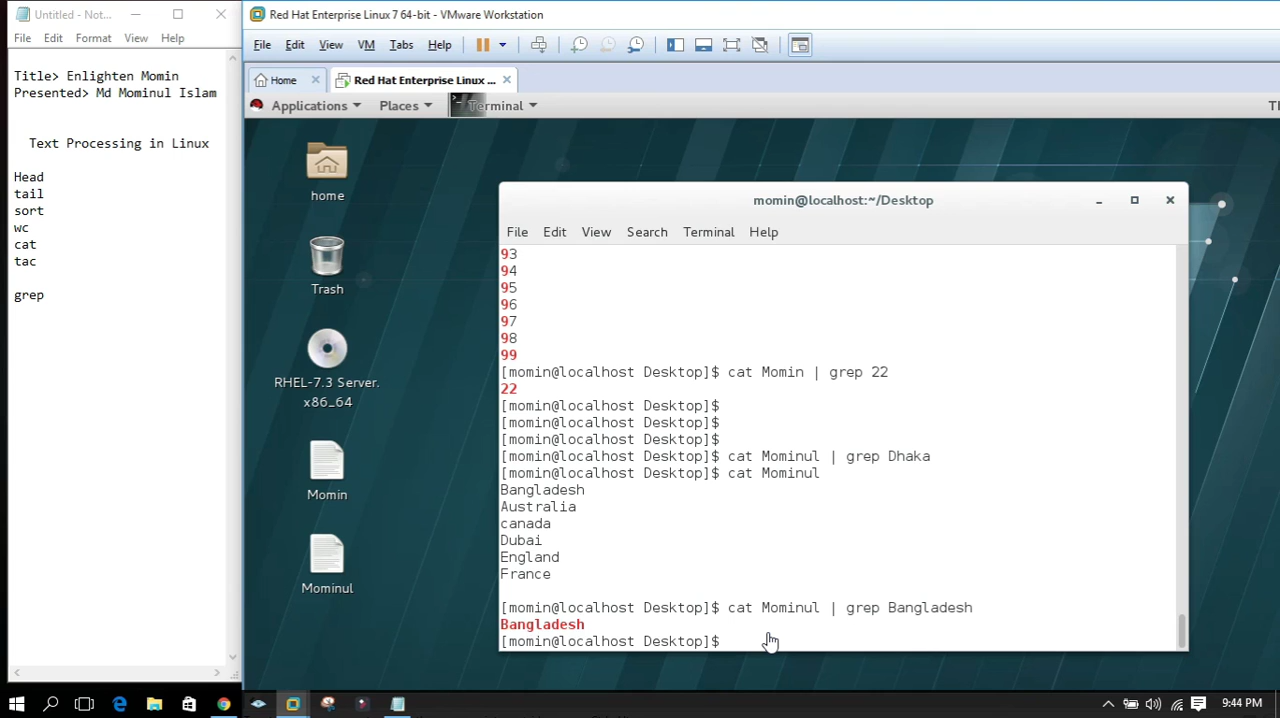 Untitled - Not...
File Edit Format View Help
Title> Enlighten Momin
Presented> Md Mominul Islam
Text Processing in Linux
Head
tail
sort
wc
cat
tac
grep
Red Hat Enterprise Linux 7 64-bit - VMware Workstation
File Edit View VM Tabs Help
Home
Red Hat Enterprise Linux ...
Applications Places Terminal
home
Trash
RHEL-7.3 Server.
x86_64
Momin
Mominul
momin@localhost:~/Desktop
File Edit View Search Terminal Help
93
94
95
96
97
98
99
[momin@localhost Desktop]$ cat Momin | grep 22
22
[momin@localhost Desktop]$
[momin@localhost Desktop]$
[momin@localhost Desktop]$
[momin@localhost Desktop]$ cat Mominul | grep Dhaka
[momin@localhost Desktop]$ cat Mominul
Bangladesh
Australia
canada
Dubai
England
France
[momin@localhost Desktop]$ cat Mominul | grep Bangladesh
Bangladesh
[momin@localhost Desktop]$
9:44 PM